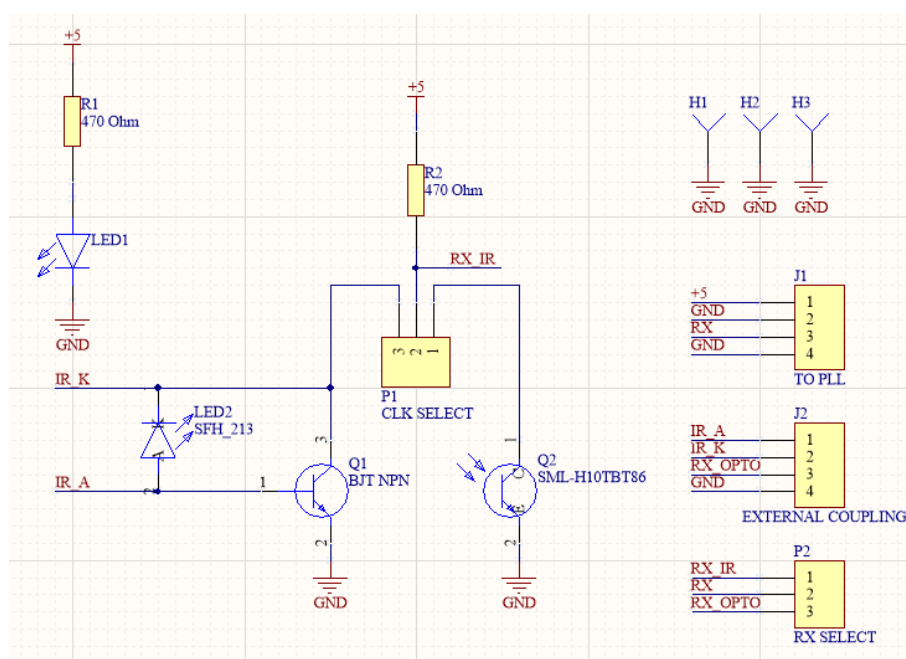 +5
R1
470 Ohm
LED1
GND
+5
R2
470 Ohm
RX_IR
3 2 1
P1
CLK SELECT
IR_K
K
LED2
SFH_213
A
2
IR_A
3
1
Q1
BJT NPN
2
GND
1
C
Q2
SML-H10TBT86
E
2
GND
H1 H2 H3
GND GND GND
J1
+5 1
GND 2
RX 3
GND 4
TO PLL
J2
IR_A 1
IR_K 2
RX_OPTO 3
GND 4
EXTERNAL COUPLING
P2
RX_IR 1
RX 2
RX_OPTO 3
RX SELECT